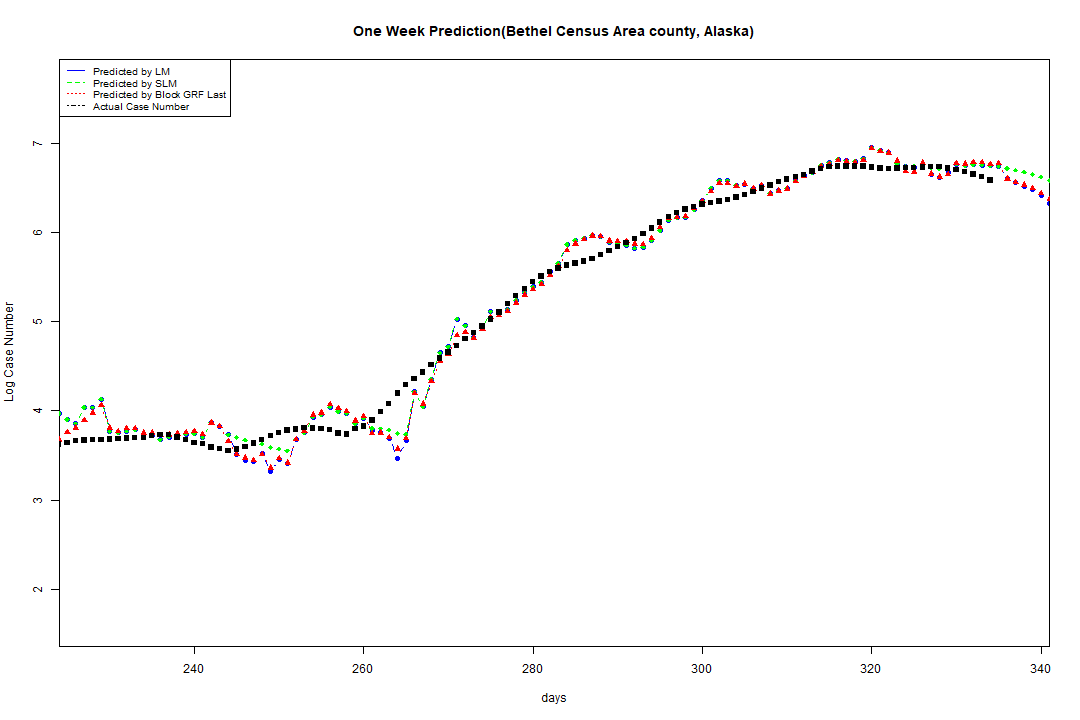 One Week Prediction(Bethel Census Area county, Alaska)
Predicted by LM
Predicted by SLM
Predicted by Block GRF Last
Actual Case Number
7
6
5
4
3
2
Log Case Number
240 260 280 300 320 340
days